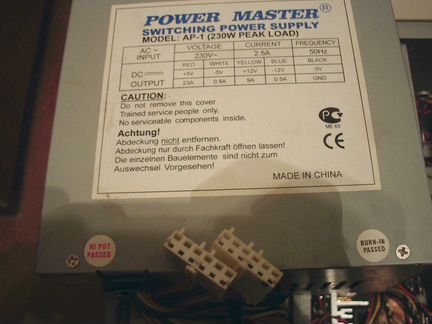 POWER MASTER®
SWITCHING POWER SUPPLY
MODEL: AP-1 (230W PEAK LOAD)
AC ~ INPUT VOLTAGE CURRENT FREQUENCY
230V~ 2.5A 50Hz
DC OUTPUT RED WHITE YELLOW BLUE BLACK
+5V -5V +12V -12V 0V
23A 0.5A 9A 0.5A GND
CAUTION:
Do not remove this cover
Trained service people only.
No serviceable components inside.
Achtung!
Abdeckung nicht entfernen.
Abdeckung nur durch Fachkraft öffnen lassen!
Die einzelnen Bauelemente sind nicht zum
Auswechsel Vorgesehen!
ME 63
CE
MADE IN CHINA
HI POT
PASSED
BURN-IN
PASSED